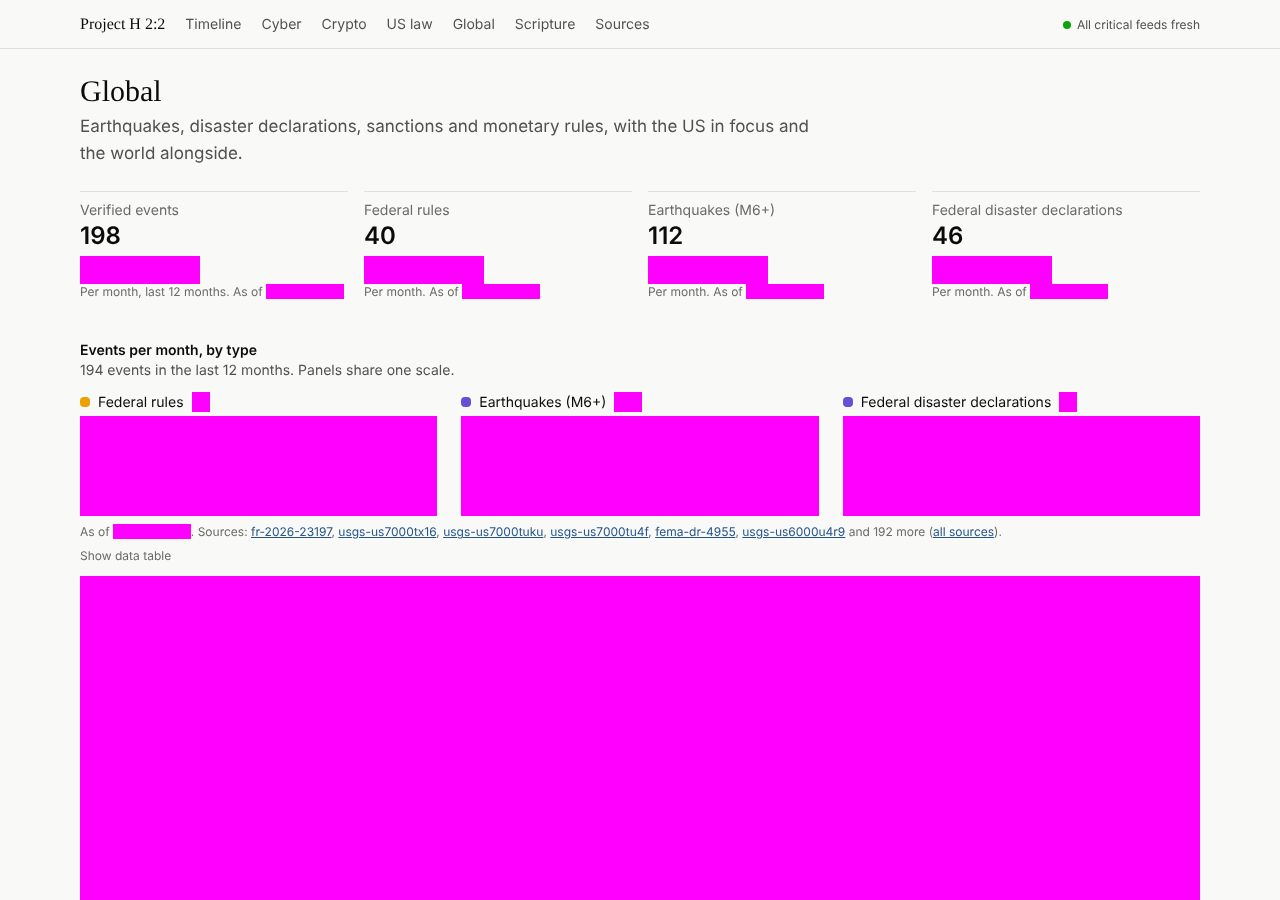 Project H 2:2 Timeline Cyber Crypto US law Global Scripture Sources All critical feeds fresh
Global
Earthquakes, disaster declarations, sanctions and monetary rules, with the US in focus and
the world alongside.
Verified events Federal rules Earthquakes (M6+) Federal disaster declarations
198 40 112 46
Per month, last 12 months. As of Per month. As of Per month. As of Per month. As of
Events per month, by type
194 events in the last 12 months. Panels share one scale.
Federal rules Earthquakes (M6+) Federal disaster declarations
As of . Sources: fr-2026-23197, usgs-us7000tx16, usgs-us7000tuku, usgs-us7000tu4f, fema-dr-4955, usgs-us6000u4r9 and 192 more (all sources).
Show data table